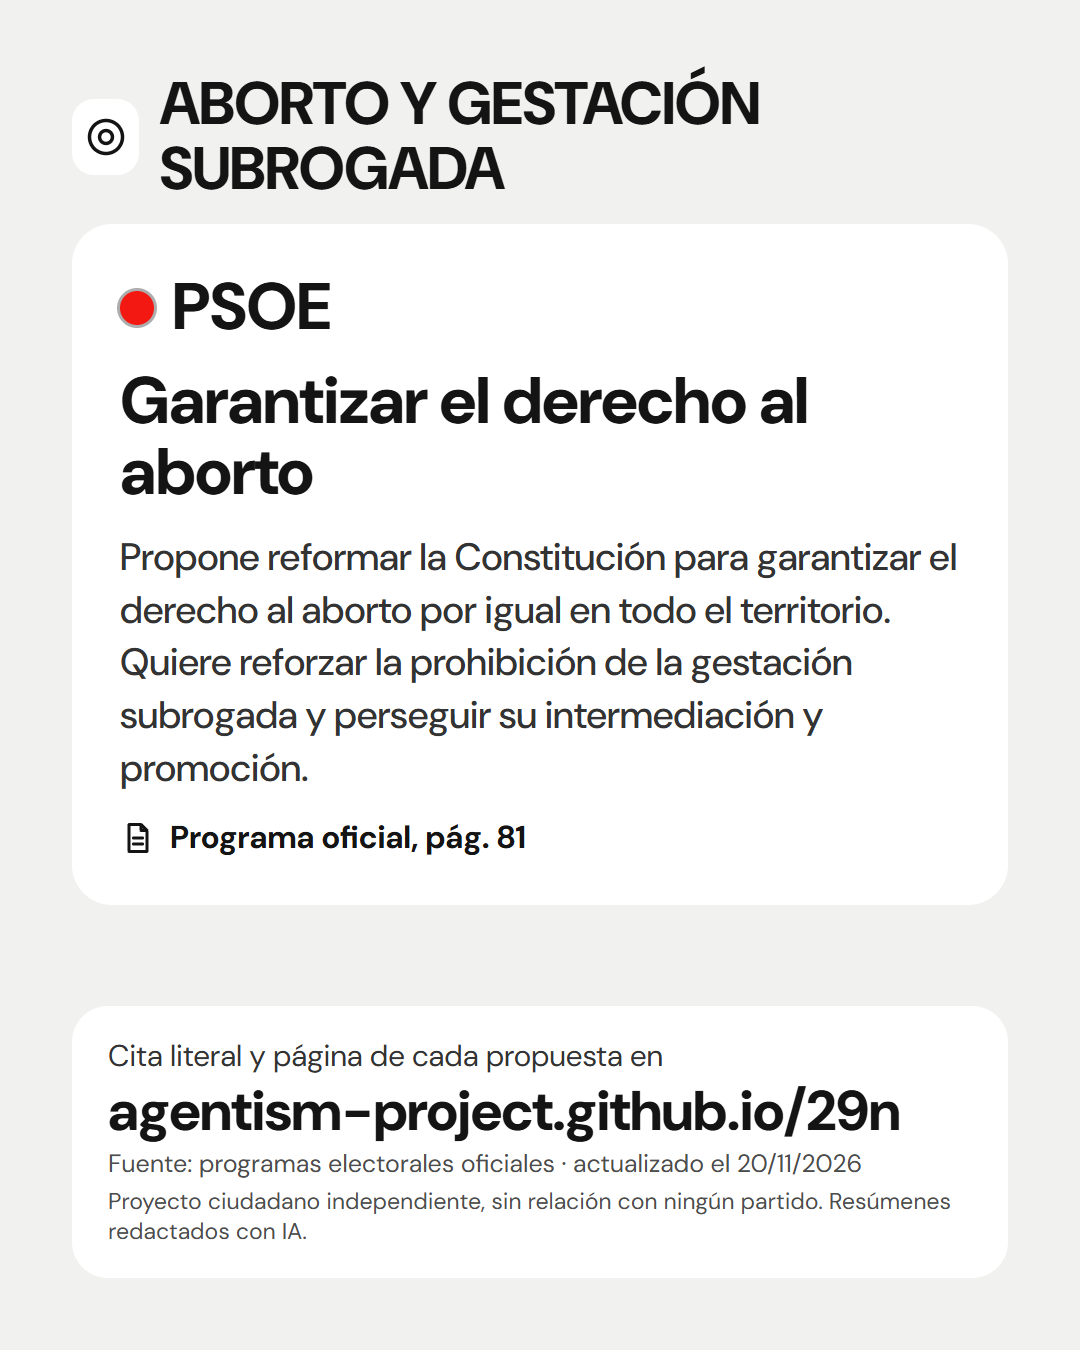 ABORTO Y GESTACIÓN
SUBROGADA
PSOE
Garantizar el derecho al
aborto
Propone reformar la Constitución para garantizar el
derecho al aborto por igual en todo el territorio.
Quiere reforzar la prohibición de la gestación
subrogada y perseguir su intermediación y
promoción.
Programa oficial, pág. 81
Cita literal y página de cada propuesta en
agentism-project.github.io/29n
Fuente: programas electorales oficiales · actualizado el 20/11/2026
Proyecto ciudadano independiente, sin relación con ningún partido. Resúmenes
redactados con IA.